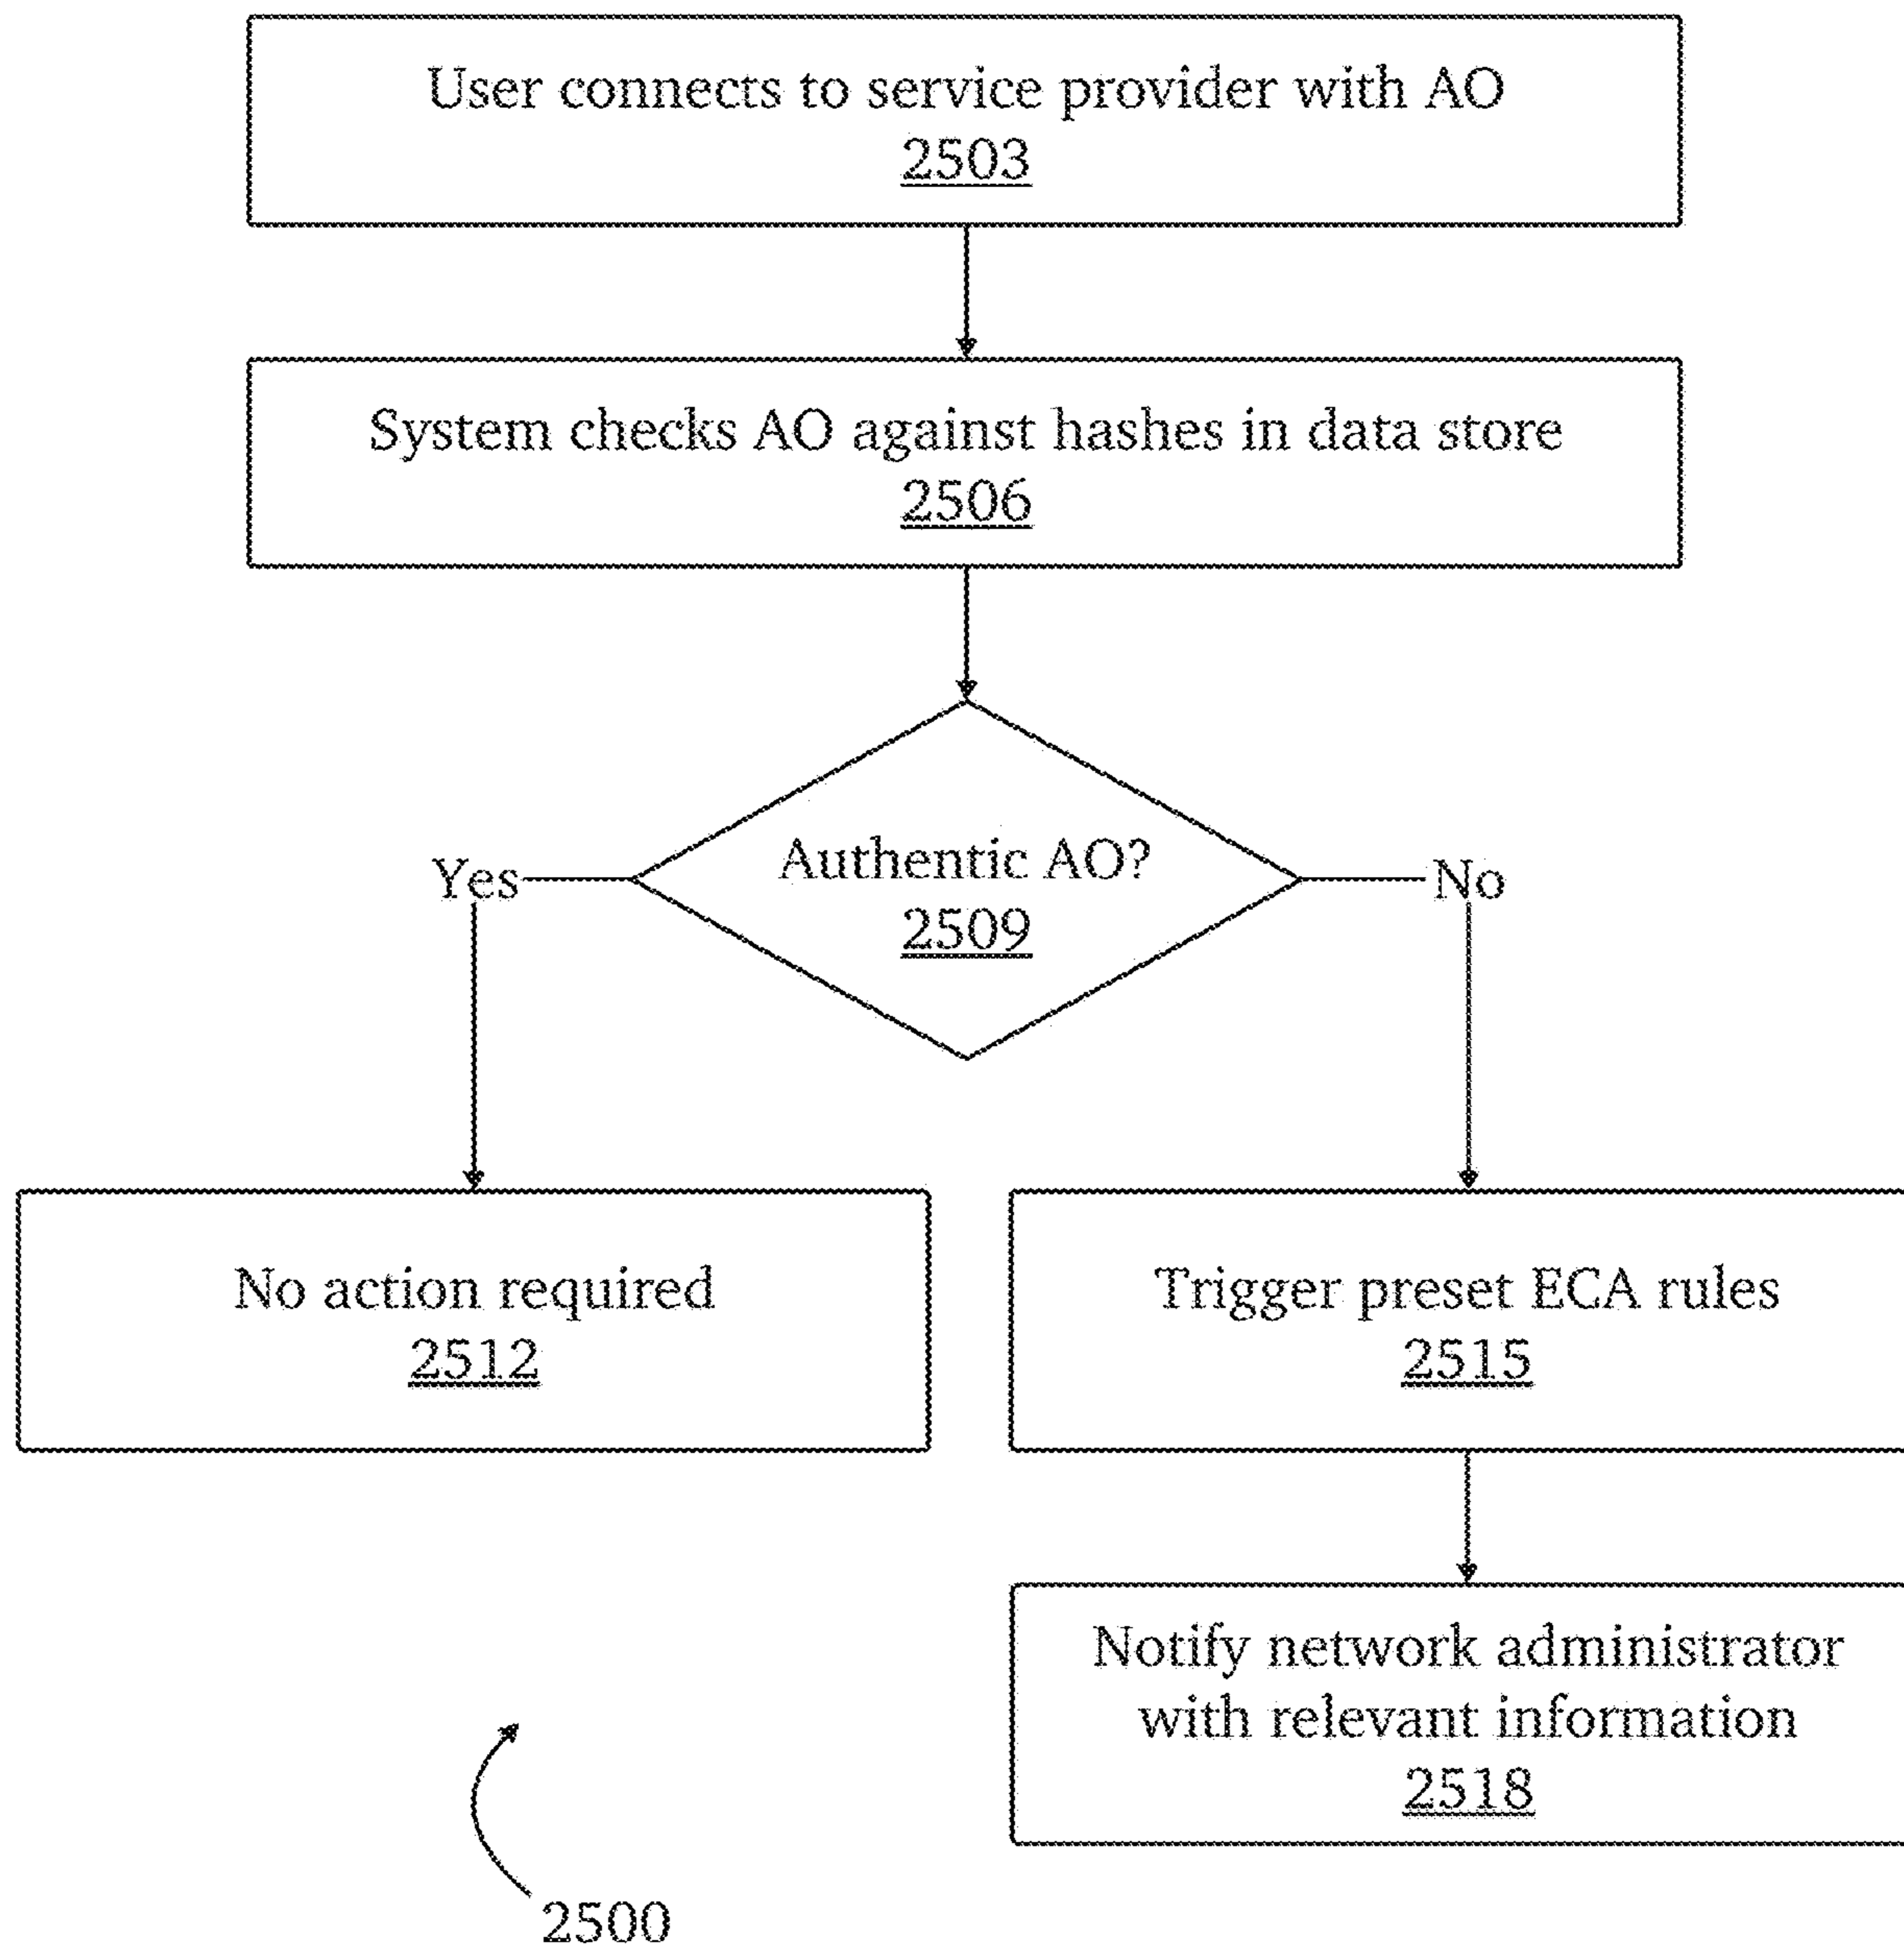 User connects to service provider with AO
2503
System checks AO against hashes in data store
2506
Authentic AO?
2509
Yes
No
No action required
2512
Trigger preset ECA rules
2515
Notify network administrator
with relevant information
2518
2500